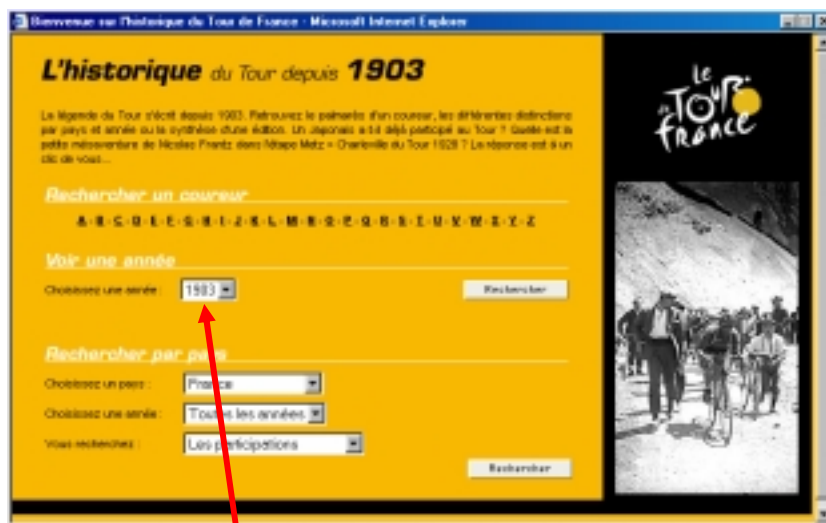 Bienvenue sur l'historique du Tour de France - Microsoft Internet Explorer
L'historique du Tour depuis 1903
Le
Tour
de
France
La légende du Tour s'écrit depuis 1903. Retrouvez le palmarès d'un coureur, les différentes distinctions
par pays et année ou la synthèse d'une édition. Un Japonais a t-il déjà participé au Tour ? Quelle est la
petite mésaventure de Nicolas Frantz dans l'étape Metz > Charleville du Tour 1928 ? La réponse est à un
clic de vous...
Rechercher un coureur
A - B - C - D - E - F - G - H - I - J - K - L - M - N - O - P - Q - R - S - T - U - V - W - X - Y - Z
Voir une année
Choisissez une année : 1903 Rechercher
Rechercher par pays
Choisissez un pays : France
Choisissez une année : Toutes les années
Vous recherchez : Les participations
Rechercher